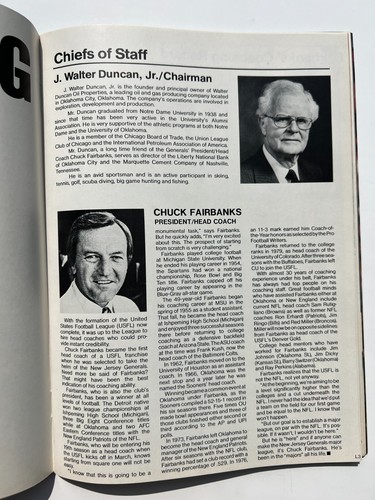 G
Chiefs of Staff
J. Walter Duncan, Jr./Chairman
J. Walter Duncan, Jr. is the founder and principal owner of Walter
Duncan Oil Properties, a leading oil and gas producing company located
in Oklahoma City, Oklahoma. The company's operations are involved in
exploration, development and production.
Mr. Duncan graduated from Notre Dame University in 1938 and
since that time has been very active in the University's Alumni
Association. He is very supportive of the athletic programs at both Notre
Dame and the University of Oklahoma.
He is a member of the Chicago Board of Trade, the Union League
Club of Chicago and the International Petroleum Association of America.
Mr. Duncan, a long time friend of the Generals' President/Head
Coach Chuck Fairbanks, serves as director of the Liberty National Bank
of Oklahoma City and the Marquette Cement Company of Nashville,
Tennessee.
He is an avid sportsman and is an active participant in skiing,
tennis, golf, scuba diving, big game hunting and fishing.
CHUCK FAIRBANKS
PRESIDENT/HEAD COACH
With the formation of the United
States Football League (USFL) now
complete, it was up to the League to
hire head coaches who could pro-
vide instant credibility.
Chuck Fairbanks became the first
head coach of a USFL franchise
when he was selected to take the
reins of the New Jersey Generals.
Need more be said of Fairbanks?
That might have been the best
indication of his coaching ability.
Fairbanks, who is also the club's
president, has been a winner at all
levels of football. The Detroit native
won two league championships at
Ishpeming High School (Michigan),
three Big Eight Conference titles
while at Oklahoma and two AFC
Eastern Conference titles with the
New England Patriots of the NFL.
Fairbanks, who will be entering his
29th season as a head coach when
the USFL kicks off in March, knows
starting from square one will not be
easy.
"I know that this is going to be a
monumental task," says Fairbanks.
But he quickly adds, "I'm very excited
about this. The prospect of starting
from scratch is very challenging."
Fairbanks played college football
at Michigan State University. When
he ended his playing career in 1954,
the Spartans had won a national
championship, Rose Bowl and Big
Ten title. Fairbanks capped off his
playing career by appearing in the
Blue-Gray all-star game.
The 49-year-old Fairbanks began
his coaching career at MSU in the
spring of 1955 as a student assistant.
That fall, he became the head coach
at Ishpeming High School (Michigan)
and enjoyed three successful seasons
before returning to college
coaching as a defensive backfield
coach at Arizona State. The ASU coach
at the time was Frank Kush, now the
head coach of the Baltimore Colts.
In 1962, Fairbanks moved on to the
University of Houston as an assistant
coach. In 1966, Oklahoma was the
next stop and a year later he was
named the Sooners' head coach.
Winning became a moment at
Oklahoma under Fairbanks as his
teams compiled a 52-15-1 record in
his six seasons there. Five times OU
made bowl appearances and three of
those clubs finished either second or
third according to the AP and UPI
polls.
In 1973, Fairbanks left Oklahoma to
become the head coach and general
manager of the New England Patriots.
In his six seasons with the NFL club,
Fairbanks had set a club record with a
winning percentage of .529. In 1976,
an 11-3 mark earned him Coach-of-
the-Year honors as selected by the Pro
Football Writers.
Fairbanks returned to the college
ranks in 1979, as head coach of the
University of Colorado. After three sea-
sons with the Buffaloes, Fairbanks left
CU to join the USFL.
With almost 30 years of coaching
experience under his belt, Fairbanks
has always had top people on his
coaching staff. Great football minds
who have assisted Fairbanks either at
Oklahoma or New England include
current NFL head coach Sam Rutigliano
(Browns) as well as former NFL
coaches Ron Erhardt (Patriots), Jim
Ringo (Bills) and Red Miller (Broncos).
Miller will now be on opposite sidelines
from Fairbanks as head coach of the
USFL's Denver Gold.
College head mentors who have
worked for Fairbanks include Jim
Johnson (Oklahoma St), Jim Dicky
(Kansas St.), Barry Switzer (Oklahoma)
and Ray Perkins (Alabama).
Fairbanks realizes that the USFL is
not the NFL, not yet anyway.
"At the beginning, we're aiming to be
placed significantly higher than the
colleges and a cut underneath the
NFL. I never had the idea that we'd put
a team on the field for our first game
and be equal to the NFL. I know that
won't happen.
"But our goal is to establish a major
league, on par with the NFL. It's pos-
sible. If it wasn't, I wouldn't be here."
But he is "here" and if anyone can
make the New Jersey Generals major
league, it's Chuck Fairbanks. He's
been in the "major" all his life.